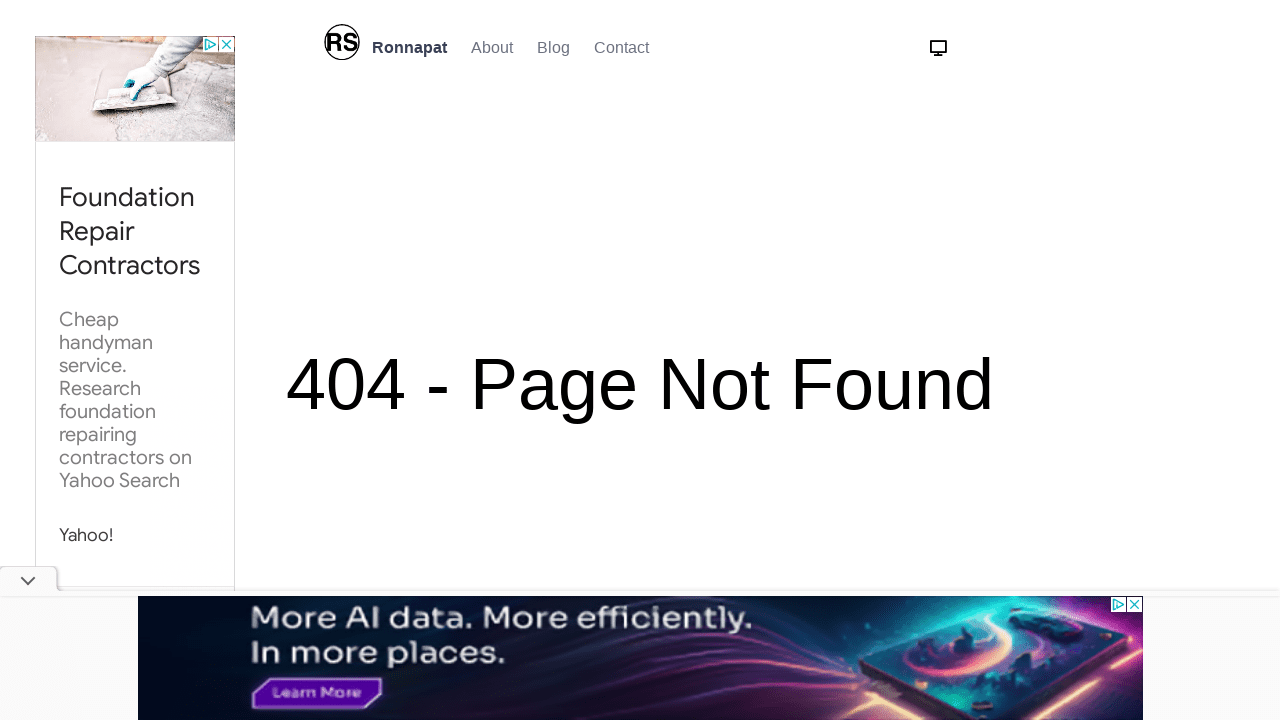 RS
Ronnapat
About
Blog
Contact
Foundation
Repair
Contractors
Cheap
handyman
service.
Research
foundation
repairing
contractors on
Yahoo Search
Yahoo!
404 - Page Not Found
More AI data. More efficiently.
In more places.
Learn More